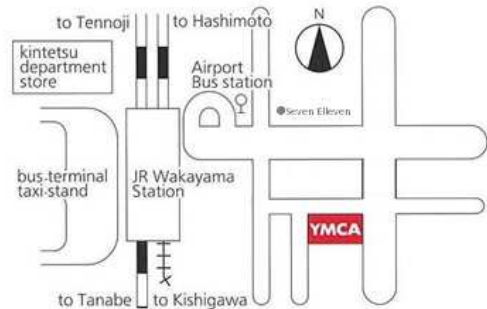 to Tennoji
to Hashimoto
N
kintetsu
department
store
Airport
Bus station
Seven Elleven
bus-terminal
taxi-stand
JR Wakayama
Station
YMCA
to Tanabe
to Kishigawa